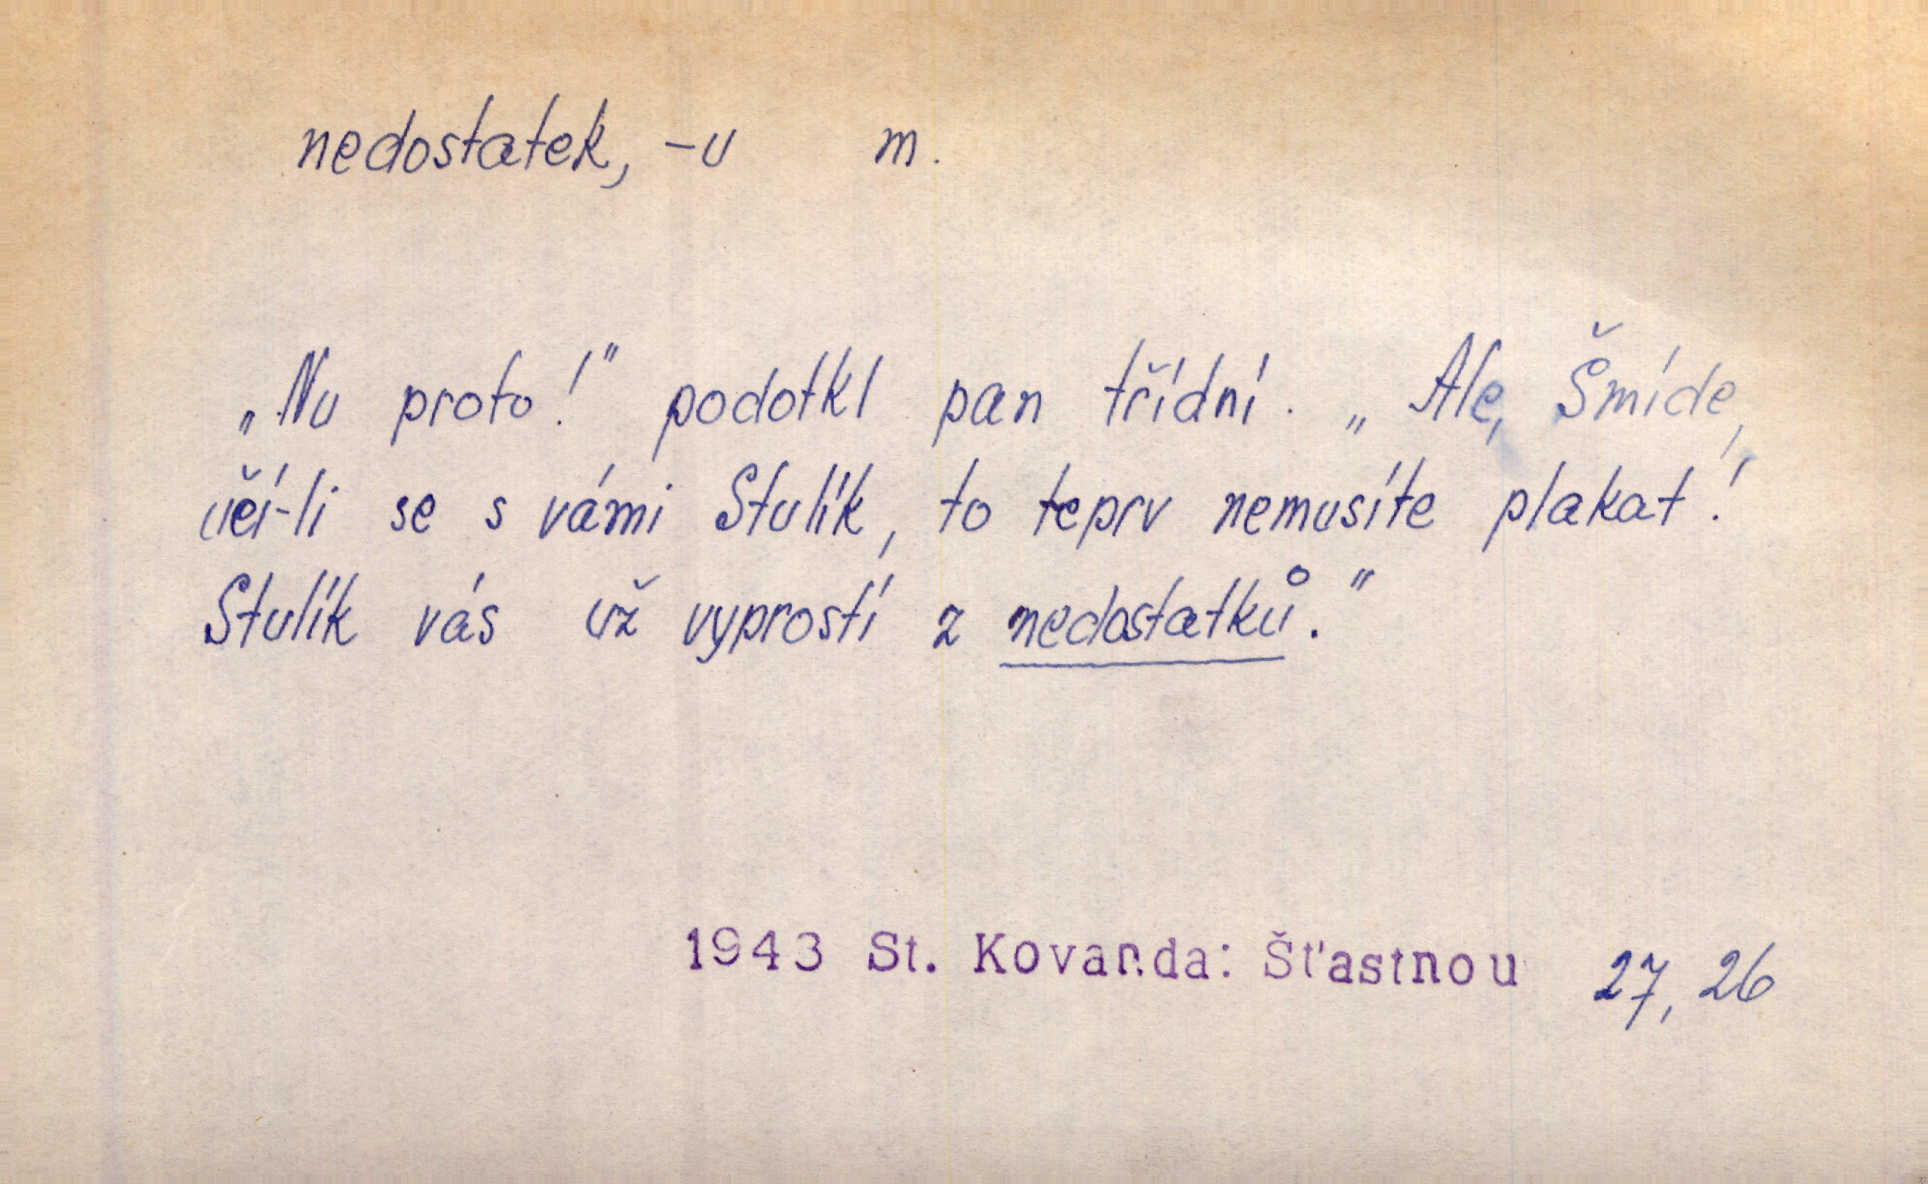 nedostatek, -u m.
„Nu proto!" podotkl pan třídní. „Ale, Šmíde,
učí-li se s vámi Stulík, to teprv nemusíte plakat!
Stulík vás už vyprostí z nedostatků."
1943 St. Kovanda: Šťastnou 27, 26